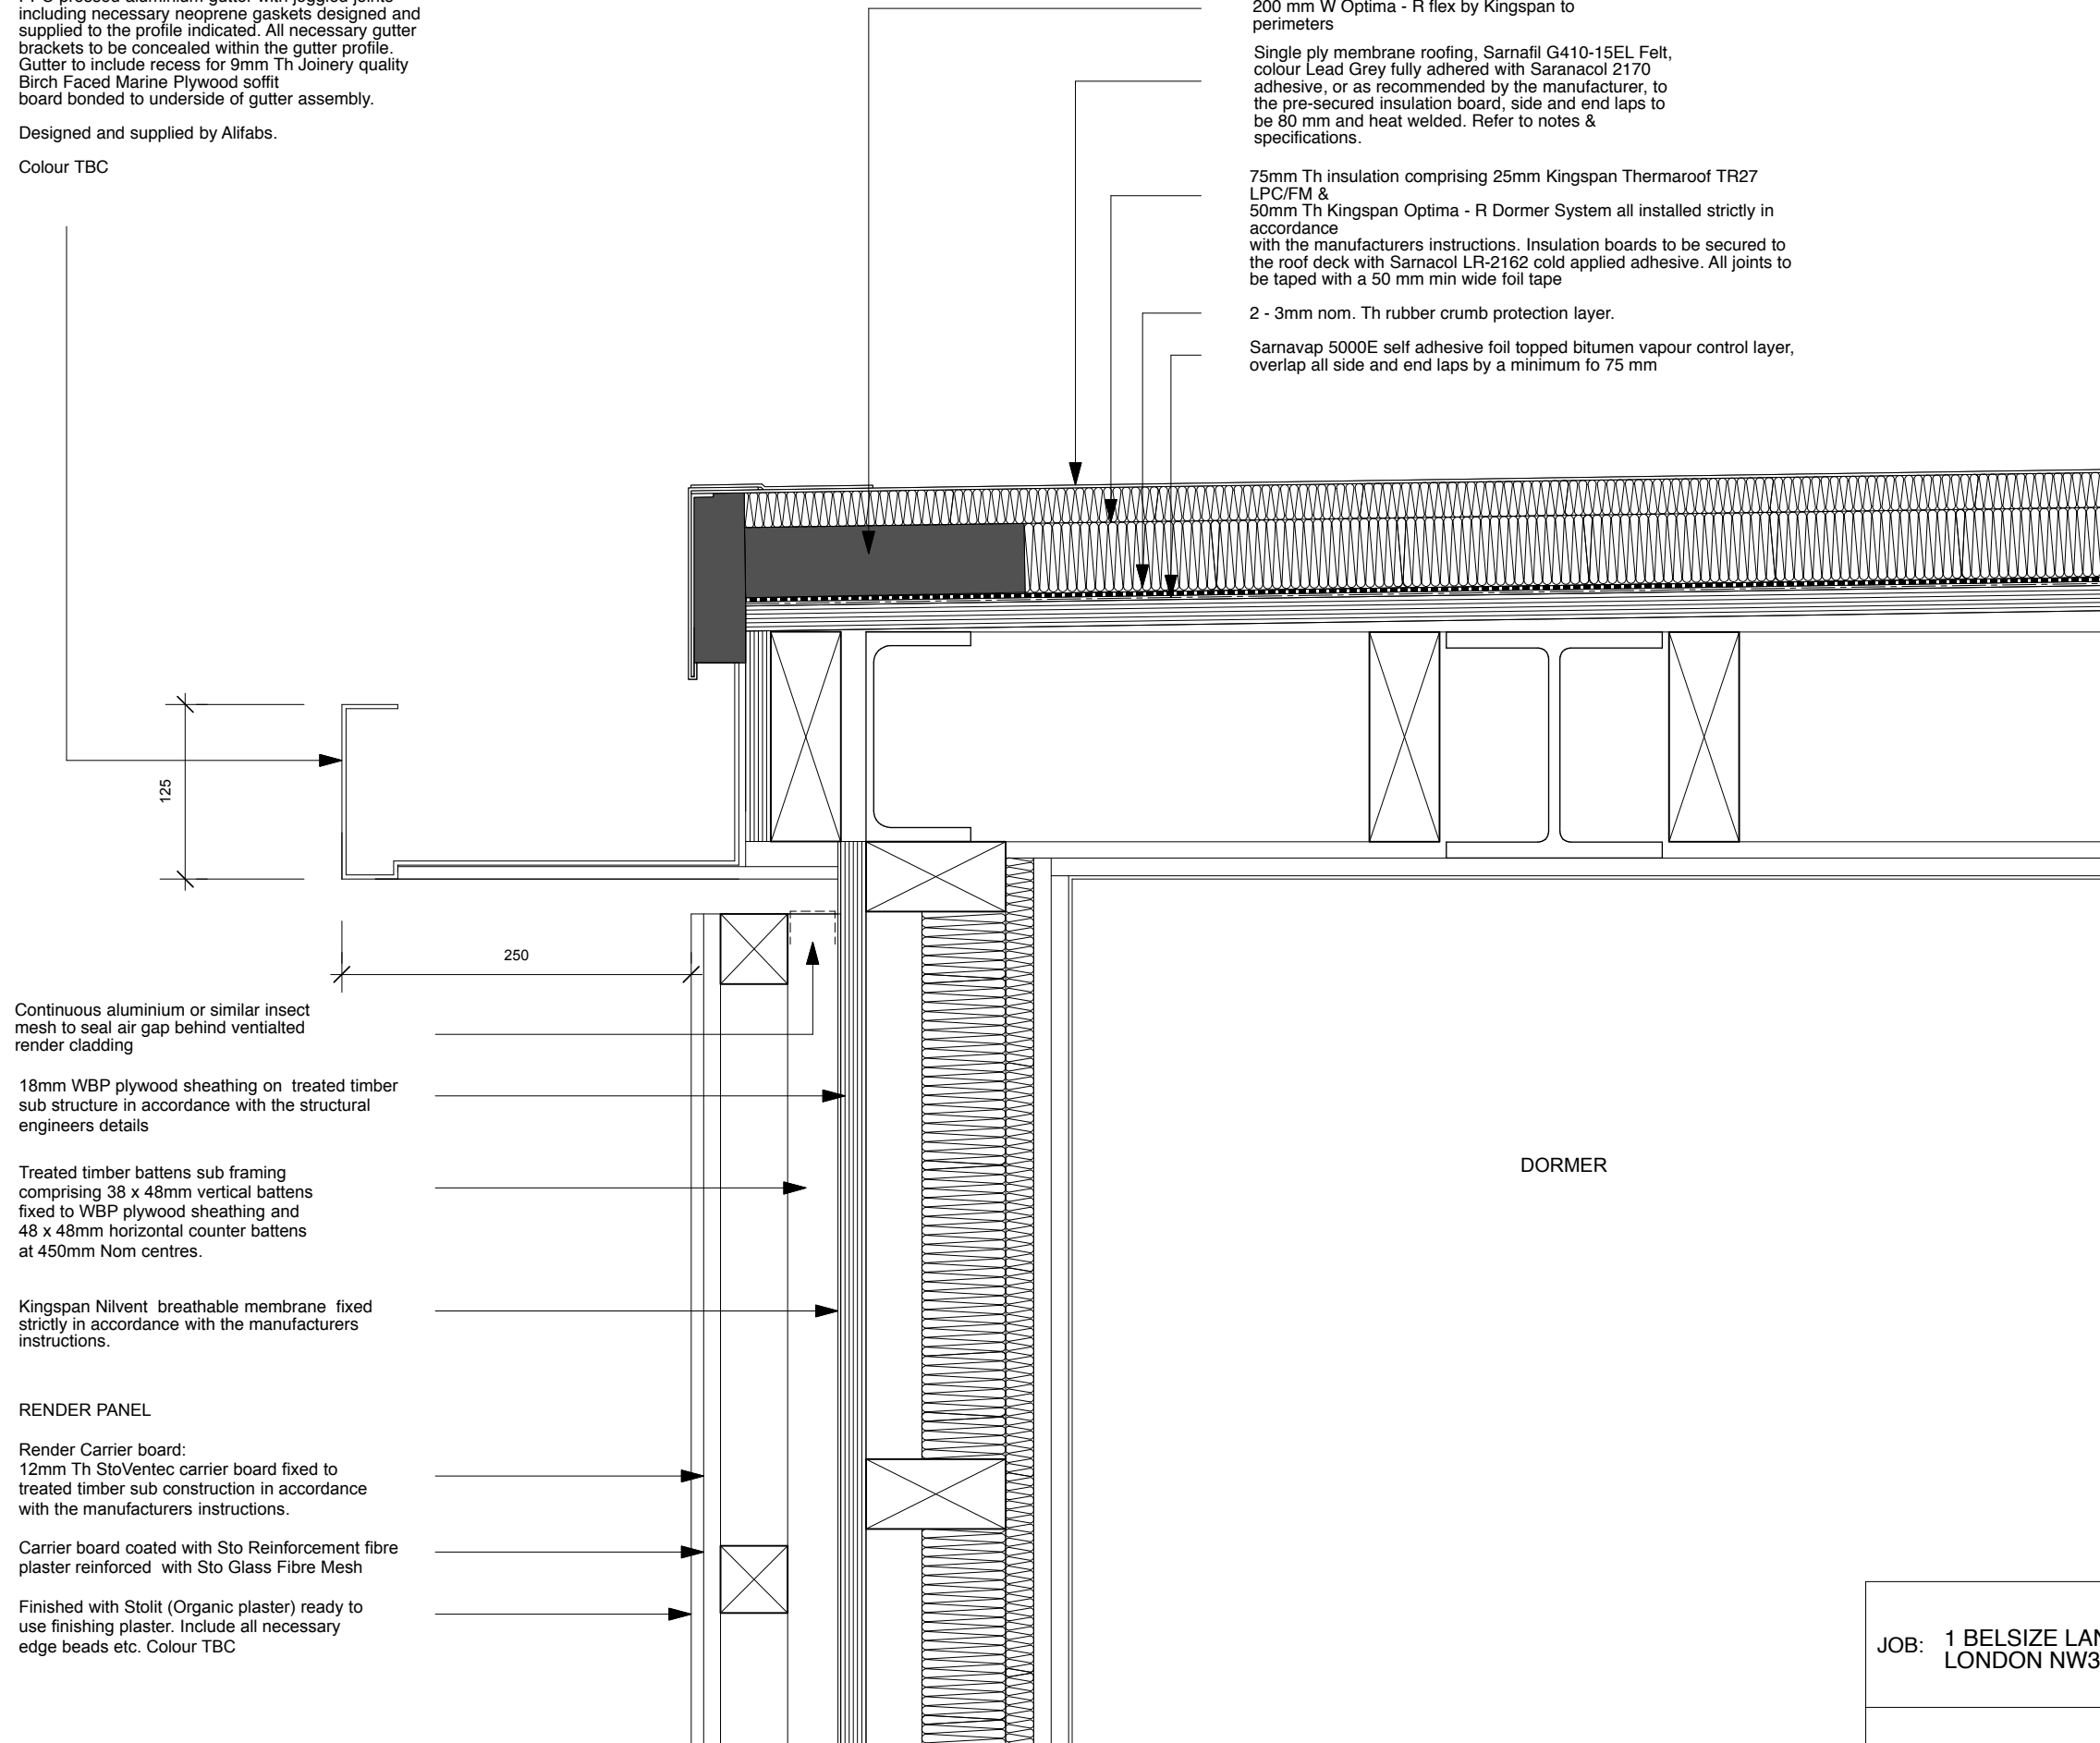 including necessary neoprene gaskets designed and
supplied to the profile indicated. All necessary gutter
brackets to be concealed within the gutter profile.
Gutter to include recess for 9mm Th Joinery quality
Birch Faced Marine Plywood soffit
board bonded to underside of gutter assembly.
Designed and supplied by Alifabs.
Colour TBC
200 mm W Optima - R flex by Kingspan to
perimeters
Single ply membrane roofing, Sarnafil G410-15EL Felt,
colour Lead Grey fully adhered with Saranacol 2170
adhesive, or as recommended by the manufacturer, to
the pre-secured insulation board, side and end laps to
be 80 mm and heat welded. Refer to notes &
specifications.
75mm Th insulation comprising 25mm Kingspan Thermaroof TR27
LPC/FM &
50mm Th Kingspan Optima - R Dormer System all installed strictly in
accordance
with the manufacturers instructions. Insulation boards to be secured to
the roof deck with Sarnacol LR-2162 cold applied adhesive. All joints to
be taped with a 50 mm min wide foil tape
2 - 3mm nom. Th rubber crumb protection layer.
Sarnavap 5000E self adhesive foil topped bitumen vapour control layer,
overlap all side and end laps by a minimum fo 75 mm
125
250
Continuous aluminium or similar insect
mesh to seal air gap behind ventialted
render cladding
18mm WBP plywood sheathing on treated timber
sub structure in accordance with the structural
engineers details
Treated timber battens sub framing
comprising 38 x 48mm vertical battens
fixed to WBP plywood sheathing and
48 x 48mm horizontal counter battens
at 450mm Nom centres.
Kingspan Nilvent breathable membrane fixed
strictly in accordance with the manufacturers
instructions.
RENDER PANEL
Render Carrier board:
12mm Th StoVentec carrier board fixed to
treated timber sub construction in accordance
with the manufacturers instructions.
Carrier board coated with Sto Reinforcement fibre
plaster reinforced with Sto Glass Fibre Mesh
Finished with Stolit (Organic plaster) ready to
use finishing plaster. Include all necessary
edge beads etc. Colour TBC
DORMER
JOB: 1 BELSIZE LAN
LONDON NW3